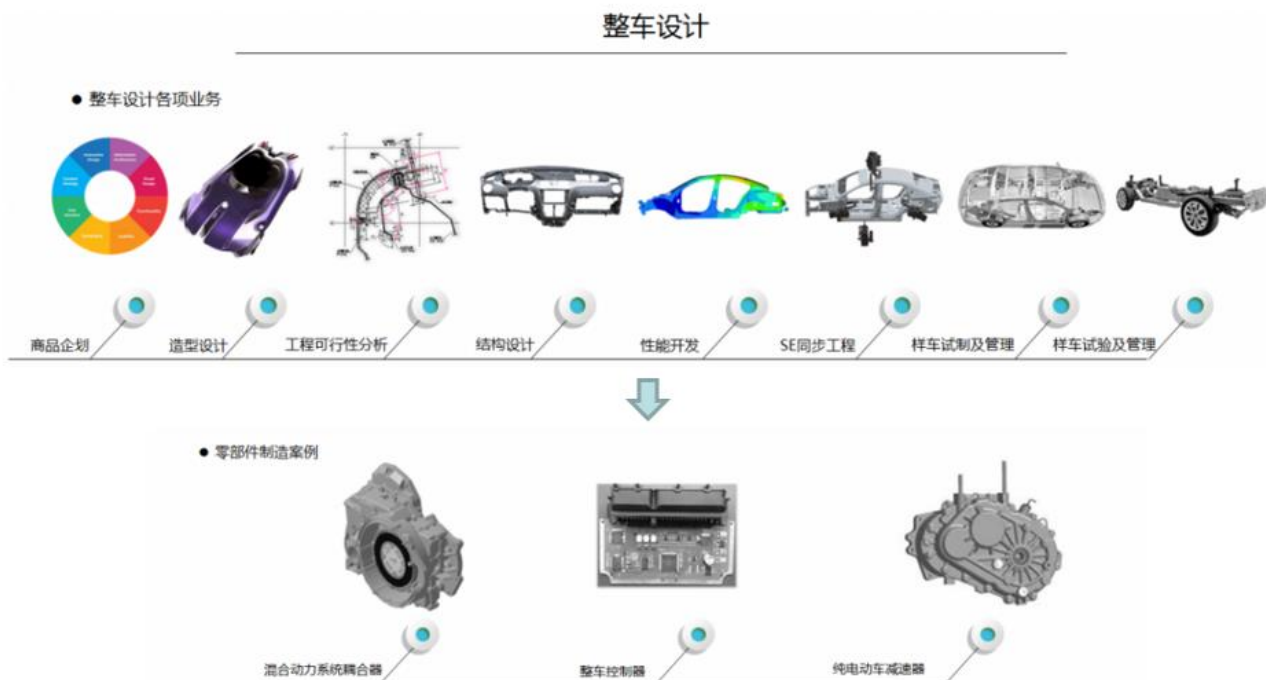 整车设计
● 整车设计各项业务
商品企划
造型设计
工程可行性分析
结构设计
性能开发
SE同步工程
样车试制及管理
样车试验及管理
● 零部件制造案例
混合动力系统耦合器
整车控制器
纯电动车减速器